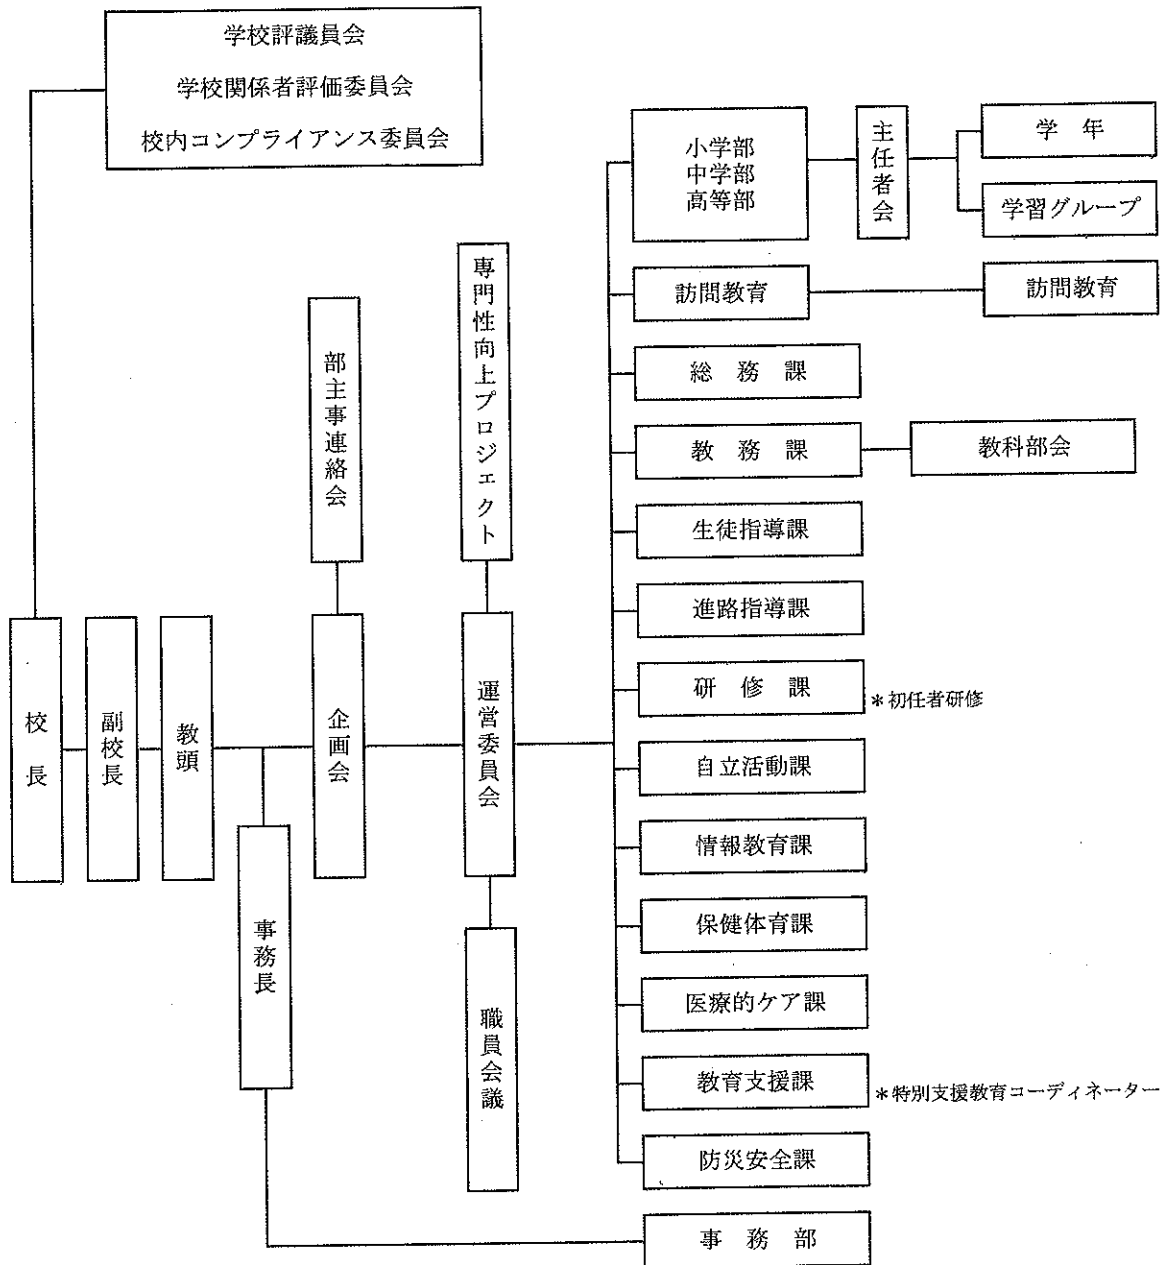 学校評議員会
学校関係者評価委員会
校内コンプライアンス委員会
校長
副校長
教頭
事務長
部主事連絡会
企画会
専門性向上プロジェクト
運営委員会
職員会議
小学部
中学部
高等部
主任者会
学年
学習グループ
訪問教育
訪問教育
総務課
教務課
教科部会
生徒指導課
進路指導課
研修課
＊初任者研修
自立活動課
情報教育課
保健体育課
医療的ケア課
教育支援課
＊特別支援教育コーディネーター
防災安全課
事務部